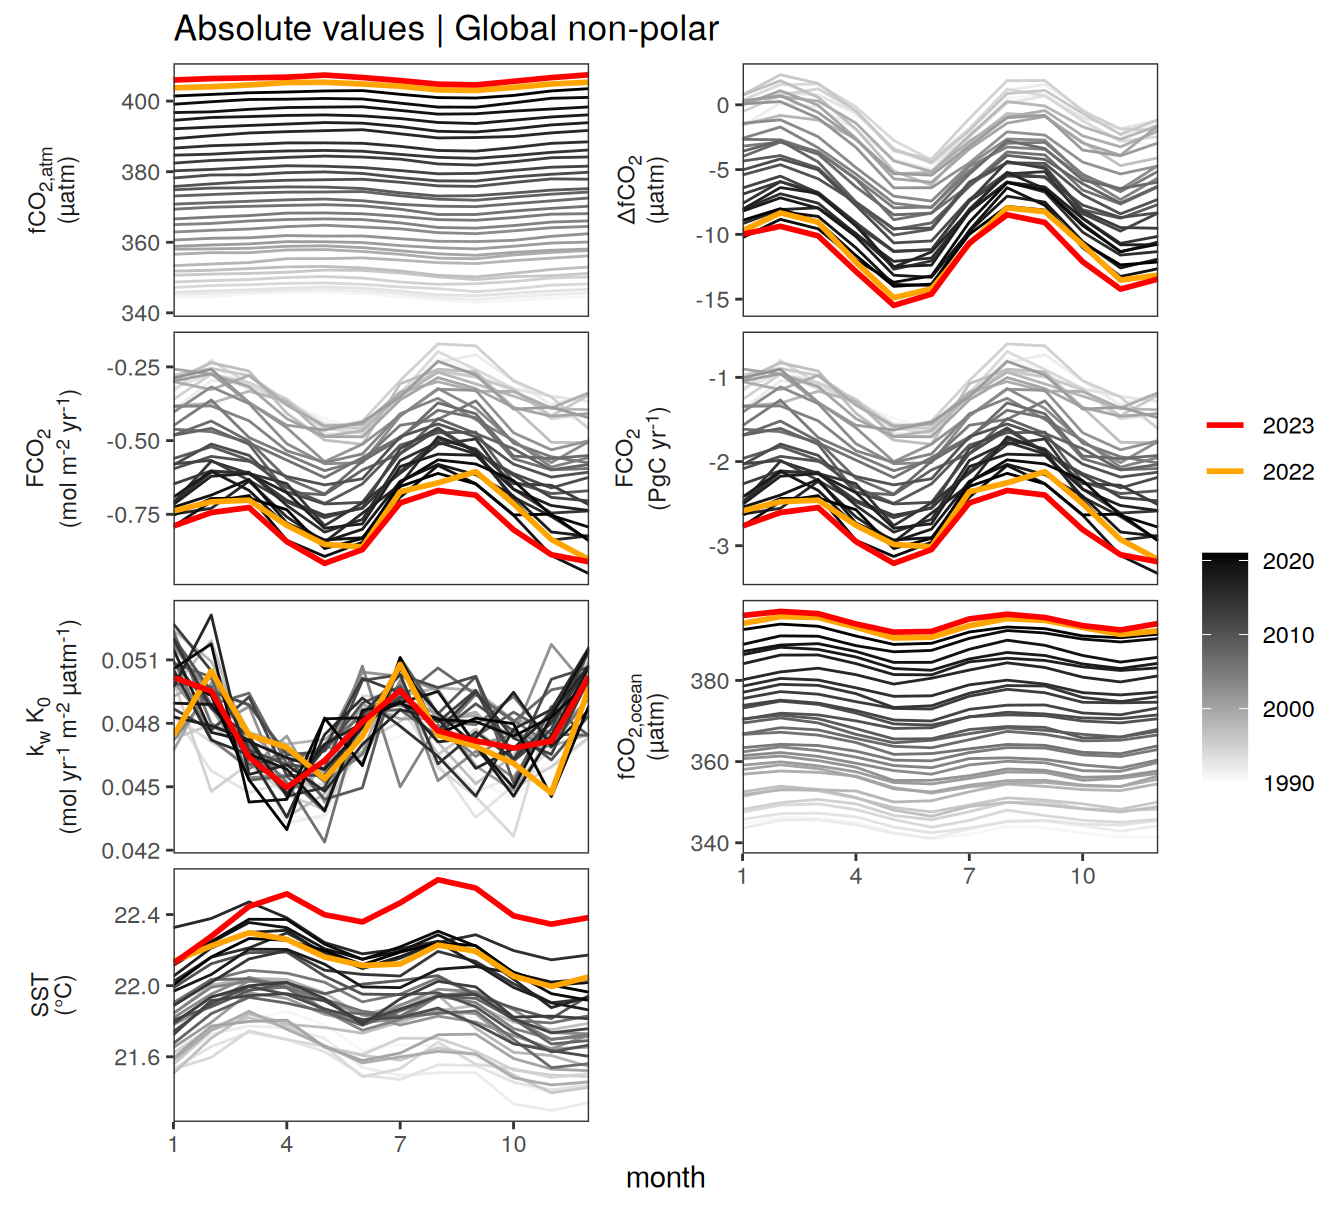 Absolute values | Global non-polar
fCO2,atm
(µatm)
400
380
360
340
ΔfCO2
(µatm)
0
-5
-10
-15
FCO2
(mol m-2 yr-1)
-0.25
-0.50
-0.75
FCO2
(PgC yr-1)
-1
-2
-3
kw K0
(mol yr-1 m-2 µatm-1)
0.051
0.048
0.045
0.042
fCO2,ocean
(µatm)
380
360
340
1 4 7 10
SST
(°C)
22.4
22.0
21.6
1 4 7 10
month
2023
2022
2020
2010
2000
1990